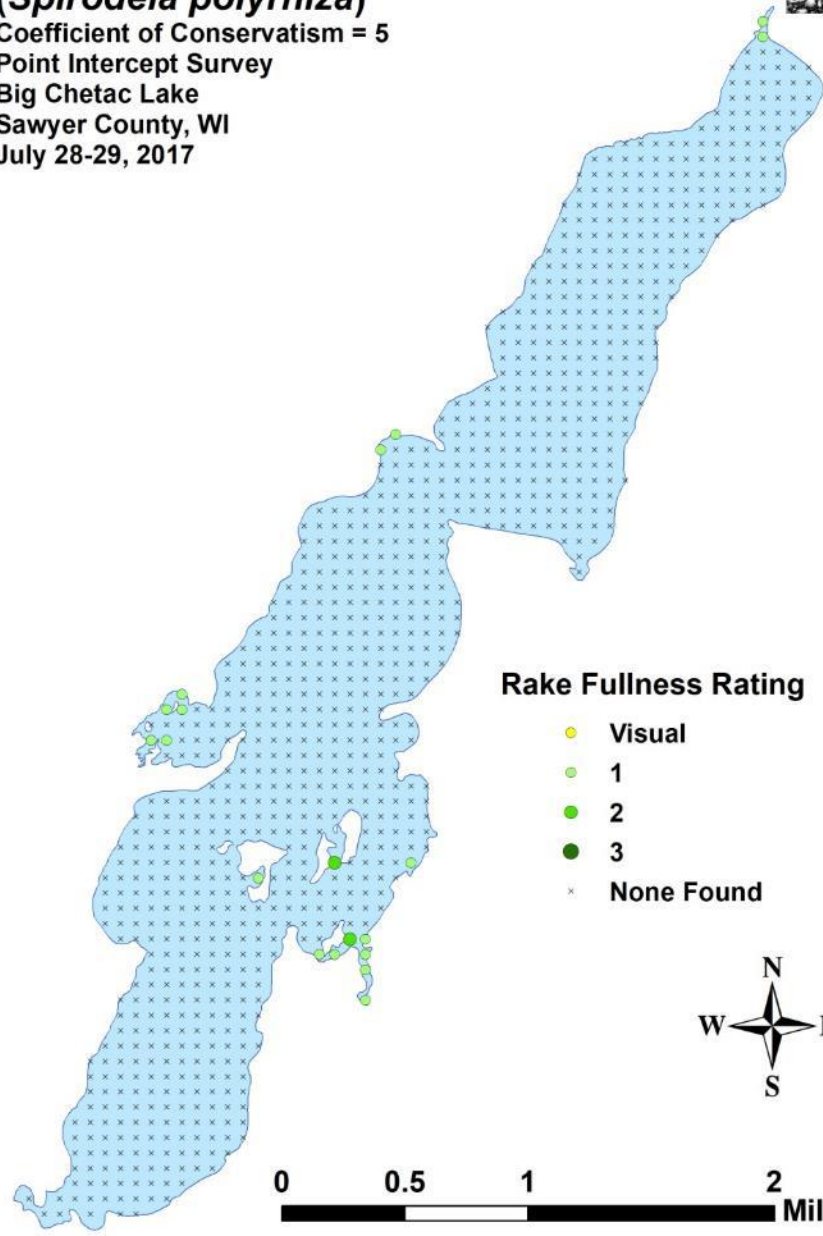 (Spirodela polyrhiza)
Coefficient of Conservatism = 5
Point Intercept Survey
Big Chetac Lake
Sawyer County, WI
July 28-29, 2017
Rake Fullness Rating
Visual
1
2
3
None Found
N
W
S
0 0.5 1 2